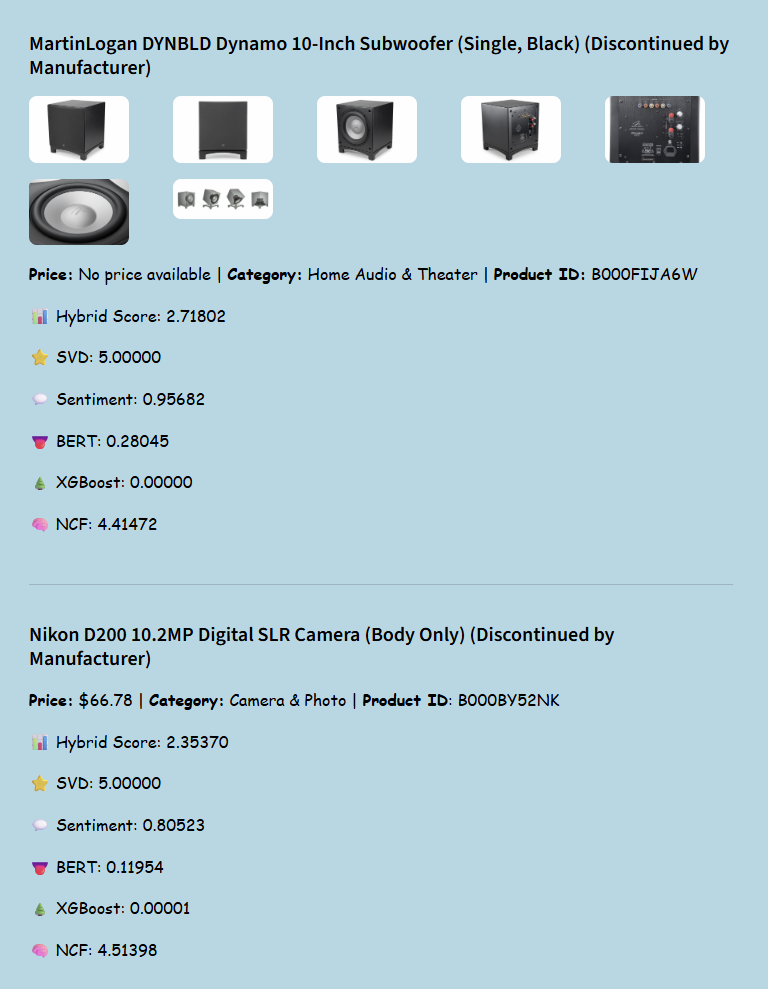 MartinLogan DYNBLD Dynamo 10-Inch Subwoofer (Single, Black) (Discontinued by
Manufacturer)
Price: No price available | Category: Home Audio & Theater | Product ID: B000FIJA6W
Hybrid Score: 2.71802
SVD: 5.00000
Sentiment: 0.95682
BERT: 0.28045
XGBoost: 0.00000
NCF: 4.41472
Nikon D200 10.2MP Digital SLR Camera (Body Only) (Discontinued by
Manufacturer)
Price: $66.78 | Category: Camera & Photo | Product ID: B000BY52NK
Hybrid Score: 2.35370
SVD: 5.00000
Sentiment: 0.80523
BERT: 0.11954
XGBoost: 0.00001
NCF: 4.51398